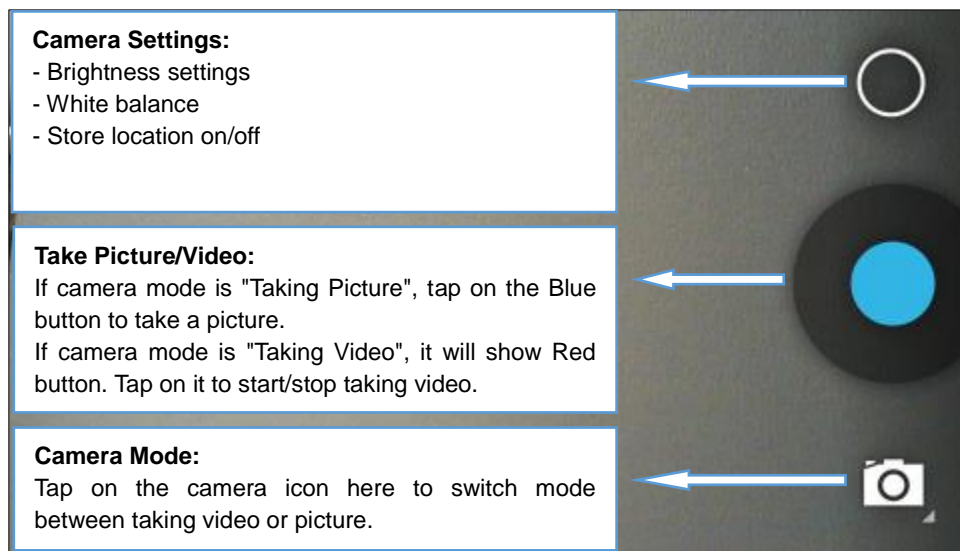 Camera Settings:
- Brightness settings
- White balance
- Store location on/off
Take Picture/Video:
If camera mode is "Taking Picture", tap on the Blue
button to take a picture.
If camera mode is "Taking Video", it will show Red
button. Tap on it to start/stop taking video.
Camera Mode:
Tap on the camera icon here to switch mode
between taking video or picture.